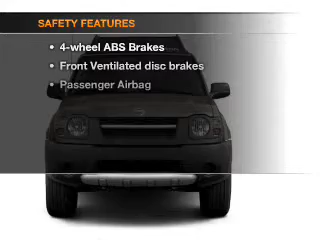 SAFETY FEATURES
• 4-wheel ABS Brakes
• Front Ventilated disc brakes
• Passenger Airbag